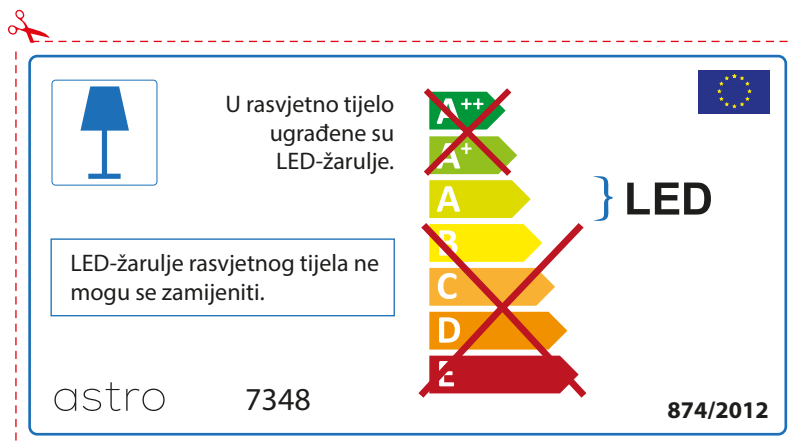 U rasvjetno tijelo
ugrađene su
LED-žarulje.
A++
A+
A
B
C
D
E
LED
LED-žarulje rasvjetnog tijela ne
mogu se zamijeniti.
astro
7348
874/2012